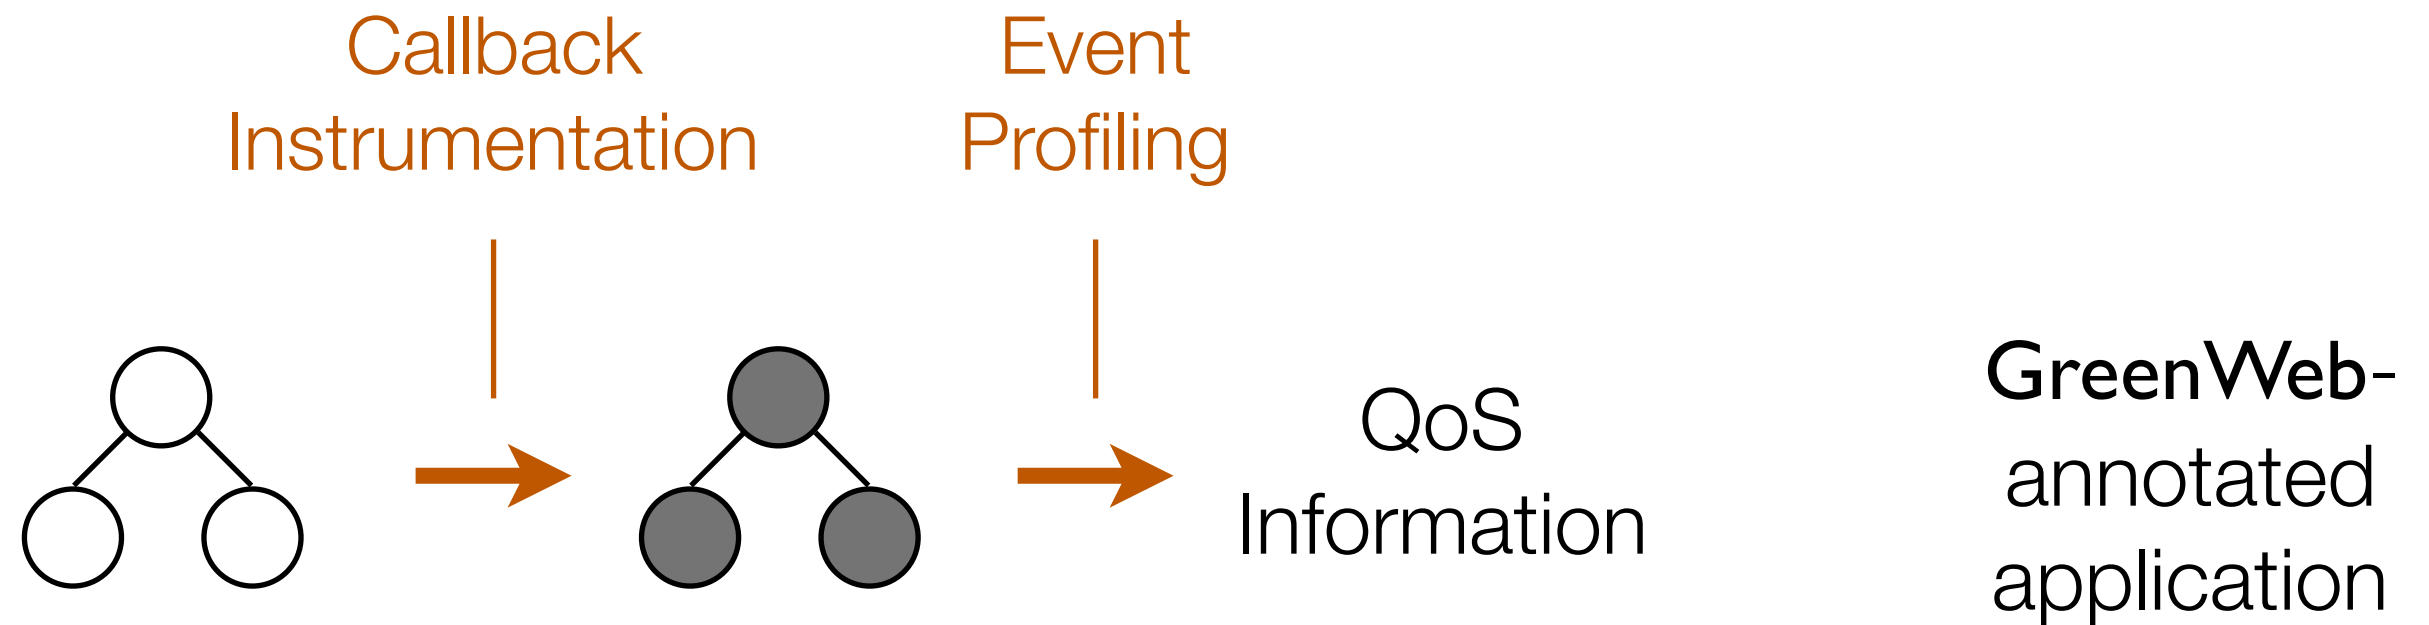 Callback
Instrumentation
Event
Profiling
QoS
Information
GreenWeb-
annotated
application